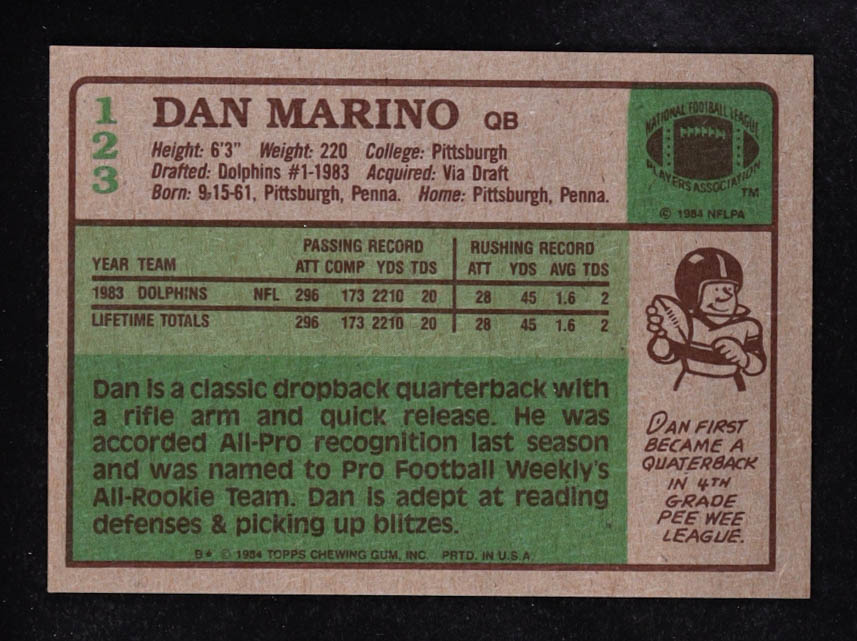 1
2
3
DAN MARINO QB
Height: 6'3" Weight: 220 College: Pittsburgh
Drafted: Dolphins #1-1983 Acquired: Via Draft
Born: 9-15-61, Pittsburgh, Penna. Home: Pittsburgh, Penna.
NATIONAL FOOTBALL LEAGUE
PLAYERS ASSOCIATION
TM
© 1984 NFLPA
PASSING RECORD RUSHING RECORD
YEAR TEAM ATT COMP YDS TDS ATT YDS AVG TDS
1983 DOLPHINS NFL 296 173 2210 20 28 45 1.6 2
LIFETIME TOTALS 296 173 2210 20 28 45 1.6 2
Dan is a classic dropback quarterback with
a rifle arm and quick release. He was
accorded All-Pro recognition last season
and was named to Pro Football Weekly's
All-Rookie Team. Dan is adept at reading
defenses & picking up blitzes.
B* © 1984 TOPPS CHEWING GUM, INC. PRTD. IN U.S.A.
DAN FIRST
BECAME A
QUATERBACK
IN 4TH
GRADE
PEE WEE
LEAGUE.